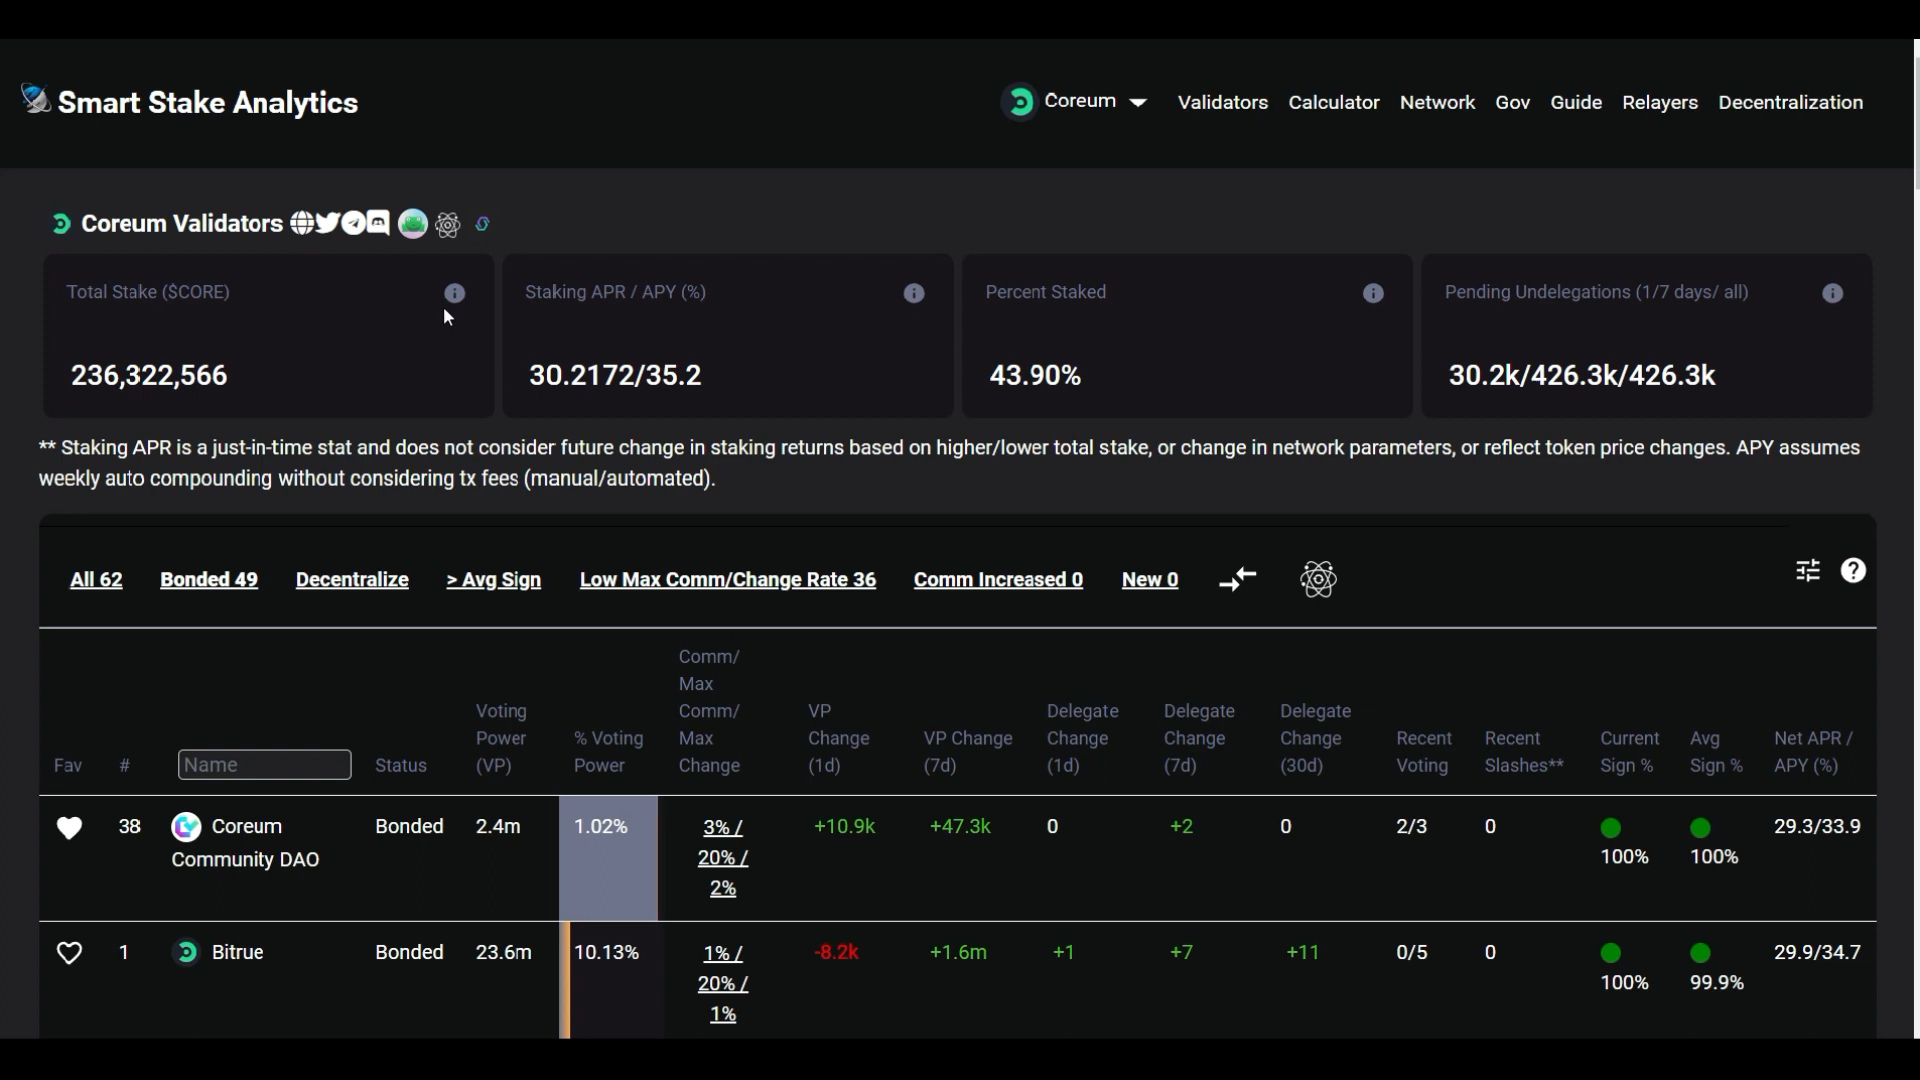 Smart Stake Analytics
Coreum Validators Calculator Network Gov Guide Relayers Decentralization
Coreum Validators
Total Stake ($CORE)
236,322,566
Staking APR / APY (%)
30.2172/35.2
Percent Staked
43.90%
Pending Undelegations (1/7 days/ all)
30.2k/426.3k/426.3k
** Staking APR is a just-in-time stat and does not consider future change in staking returns based on higher/lower total stake, or change in network parameters, or reflect token price changes. APY assumes
weekly auto compounding without considering tx fees (manual/automated).
All 62 Bonded 49 Decentralize > Avg Sign Low Max Comm/Change Rate 36 Comm Increased 0 New 0
Fav
#
Name
Status
Voting
Power
(VP)
% Voting
Power
Comm/
Max
Comm/
Max
Change
VP
Change
(1d)
VP Change
(7d)
Delegate
Change
(1d)
Delegate
Change
(7d)
Delegate
Change
(30d)
Recent
Voting
Recent
Slashes**
Current
Sign %
Avg
Sign %
Net APR /
APY (%)
38 Coreum Bonded 2.4m 1.02% 3% / +10.9k +47.3k 0 +2 0 2/3 0 29.3/33.9
Community DAO 20% / 100% 100%
2%
1 Bitrue Bonded 23.6m 10.13% 1% / -8.2k +1.6m +1 +7 +11 0/5 0 29.9/34.7
20% / 100% 99.9%
1%